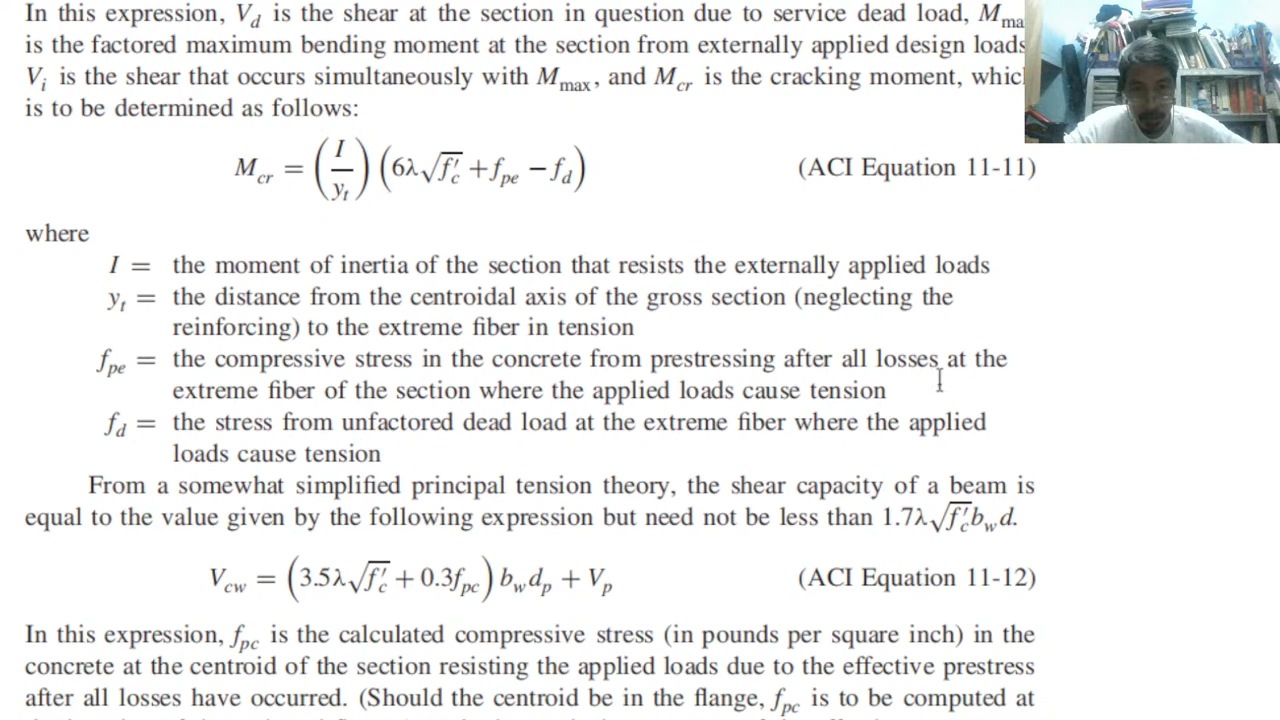 In this expression, V_d is the shear at the section in question due to service dead load, M_ma
is the factored maximum bending moment at the section from externally applied design loads
V_i is the shear that occurs simultaneously with M_max, and M_cr is the cracking moment, which
is to be determined as follows:
M_cr = (I/y_t) (6λ√f'_c + f_pe − f_d) (ACI Equation 11-11)
where
I = the moment of inertia of the section that resists the externally applied loads
y_t = the distance from the centroidal axis of the gross section (neglecting the
reinforcing) to the extreme fiber in tension
f_pe = the compressive stress in the concrete from prestressing after all losses at the
extreme fiber of the section where the applied loads cause tension
f_d = the stress from unfactored dead load at the extreme fiber where the applied
loads cause tension
From a somewhat simplified principal tension theory, the shear capacity of a beam is
equal to the value given by the following expression but need not be less than 1.7λ√f'_c b_w d.
V_cw = (3.5λ√f'_c + 0.3f_pc) b_w d_p + V_p (ACI Equation 11-12)
In this expression, f_pc is the calculated compressive stress (in pounds per square inch) in the
concrete at the centroid of the section resisting the applied loads due to the effective prestress
after all losses have occurred. (Should the centroid be in the flange, f_pc is to be computed at